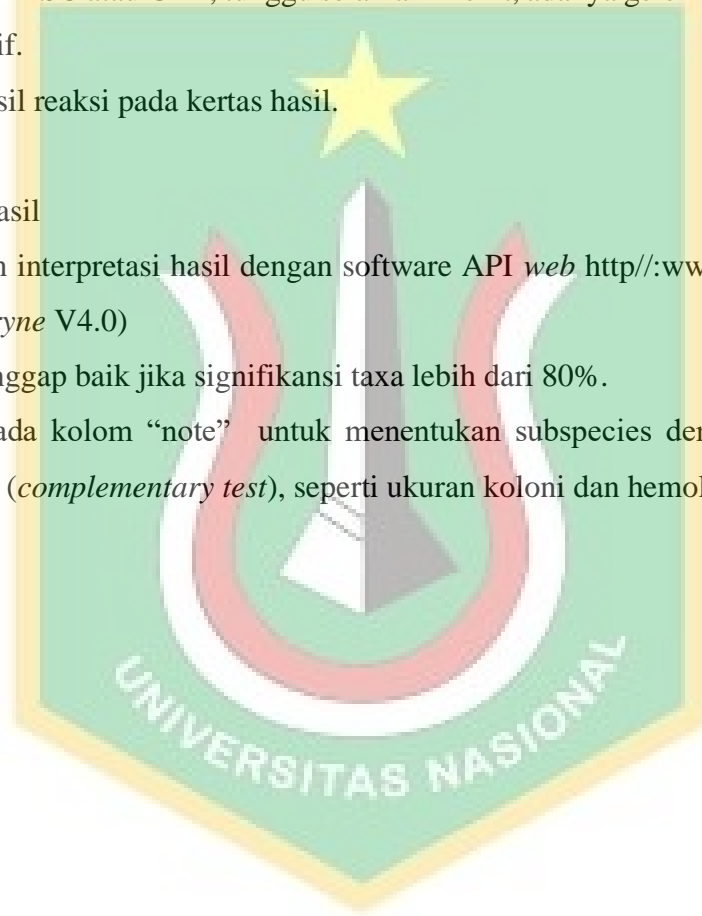 if.
sil reaksi pada kertas hasil.
asil
n interpretasi hasil dengan software API web http//:ww
ryne V4.0)
nggap baik jika signifikansi taxa lebih dari 80%.
ada kolom “note” untuk menentukan subspecies der
(complementary test), seperti ukuran koloni dan hemol
UNIVERSITAS NASIONAL